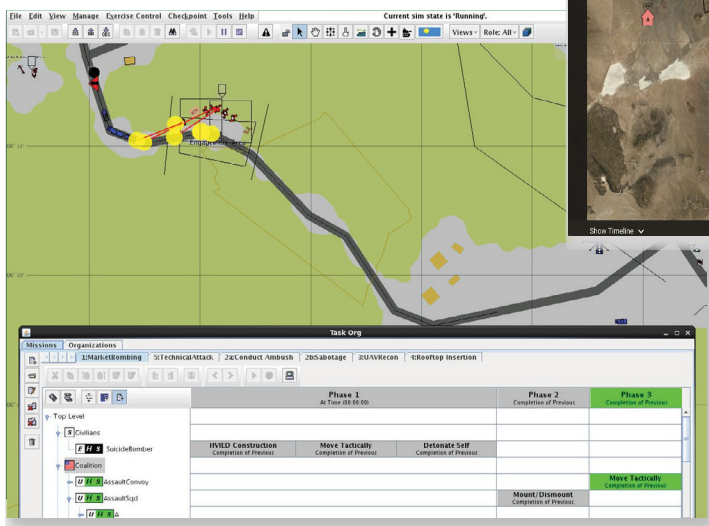 File Edit View Manage Exercise Control Checkpoint Tools Help
Current sim state is 'Running'.
Views Role: All
A
Engagement Area
Show Timeline
Task Org
Missions Organizations
1:MarketBombing 5:TechnicalAttack 2a:Conduct Ambush 2b:Sabotage 3:UAVRecon 4:Rooftop Insertion
Phase 1
At Time (00:00:00)
Phase 2
Completion of Previous
Phase 3
Completion of Previous
Top Level
S Civilians
E H S SuicideBomber
HVIED Construction
Completion of Previous
Move Tactically
Completion of Previous
Detonate Self
Completion of Previous
Coalition
U H S AssaultConvoy
Move Tactically
Completion of Previous
U H S AssaultSqd
Mount/Dismount
Completion of Previous
U H S A